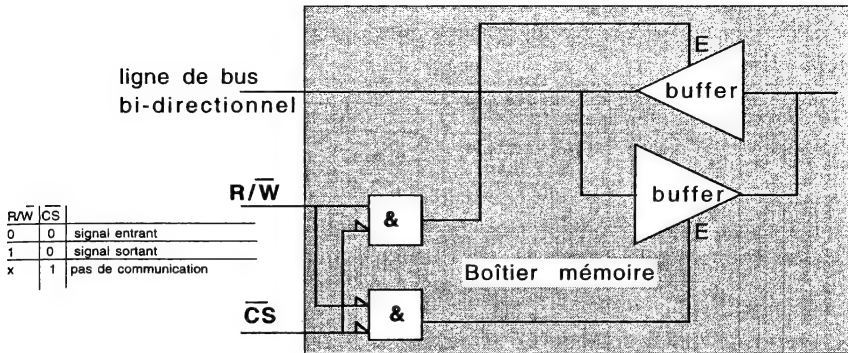 E
ligne de bus
bi-directionnel
buffer
R/W̅
buffer
&
E
R/W̅ C̅S̅
0 0 signal entrant
1 0 signal sortant
x 1 pas de communication
Boîtier mémoire
C̅S̅
&